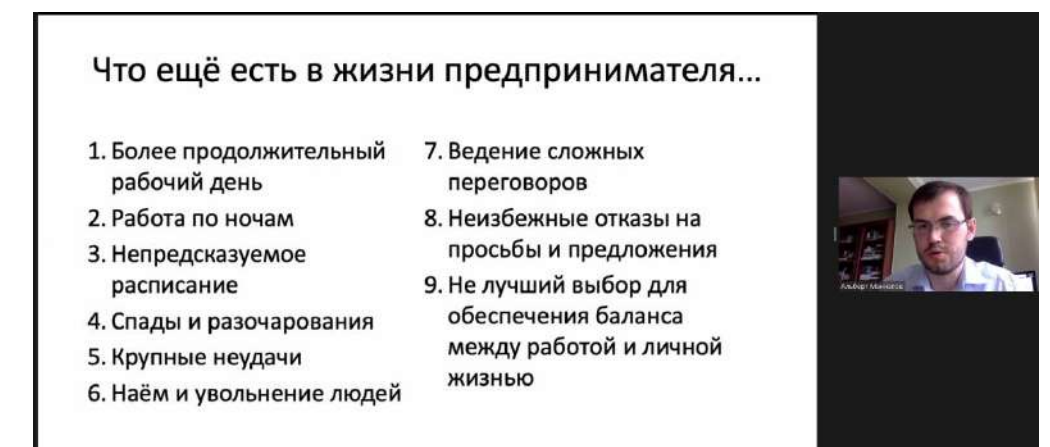 Что ещё есть в жизни предпринимателя...
1. Более продолжительный
рабочий день
2. Работа по ночам
3. Непредсказуемое
расписание
4. Спады и разочарования
5. Крупные неудачи
6. Наём и увольнение людей
7. Ведение сложных
переговоров
8. Неизбежные отказы на
просьбы и предложения
9. Не лучший выбор для
обеспечения баланса
между работой и личной
жизнью
Альберт